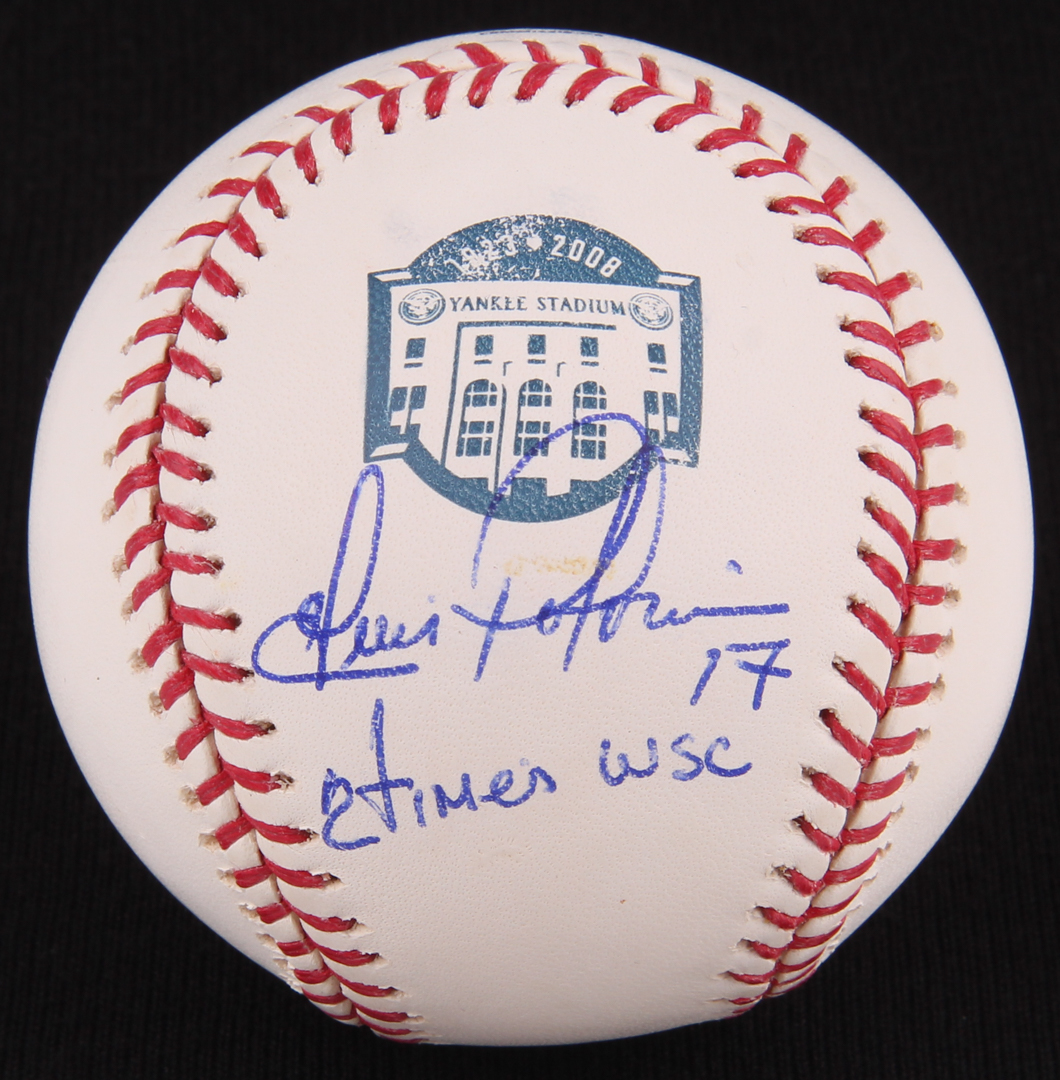 1923 • 2008
YANKEE STADIUM
Luis Polonia
17
2 times WSC